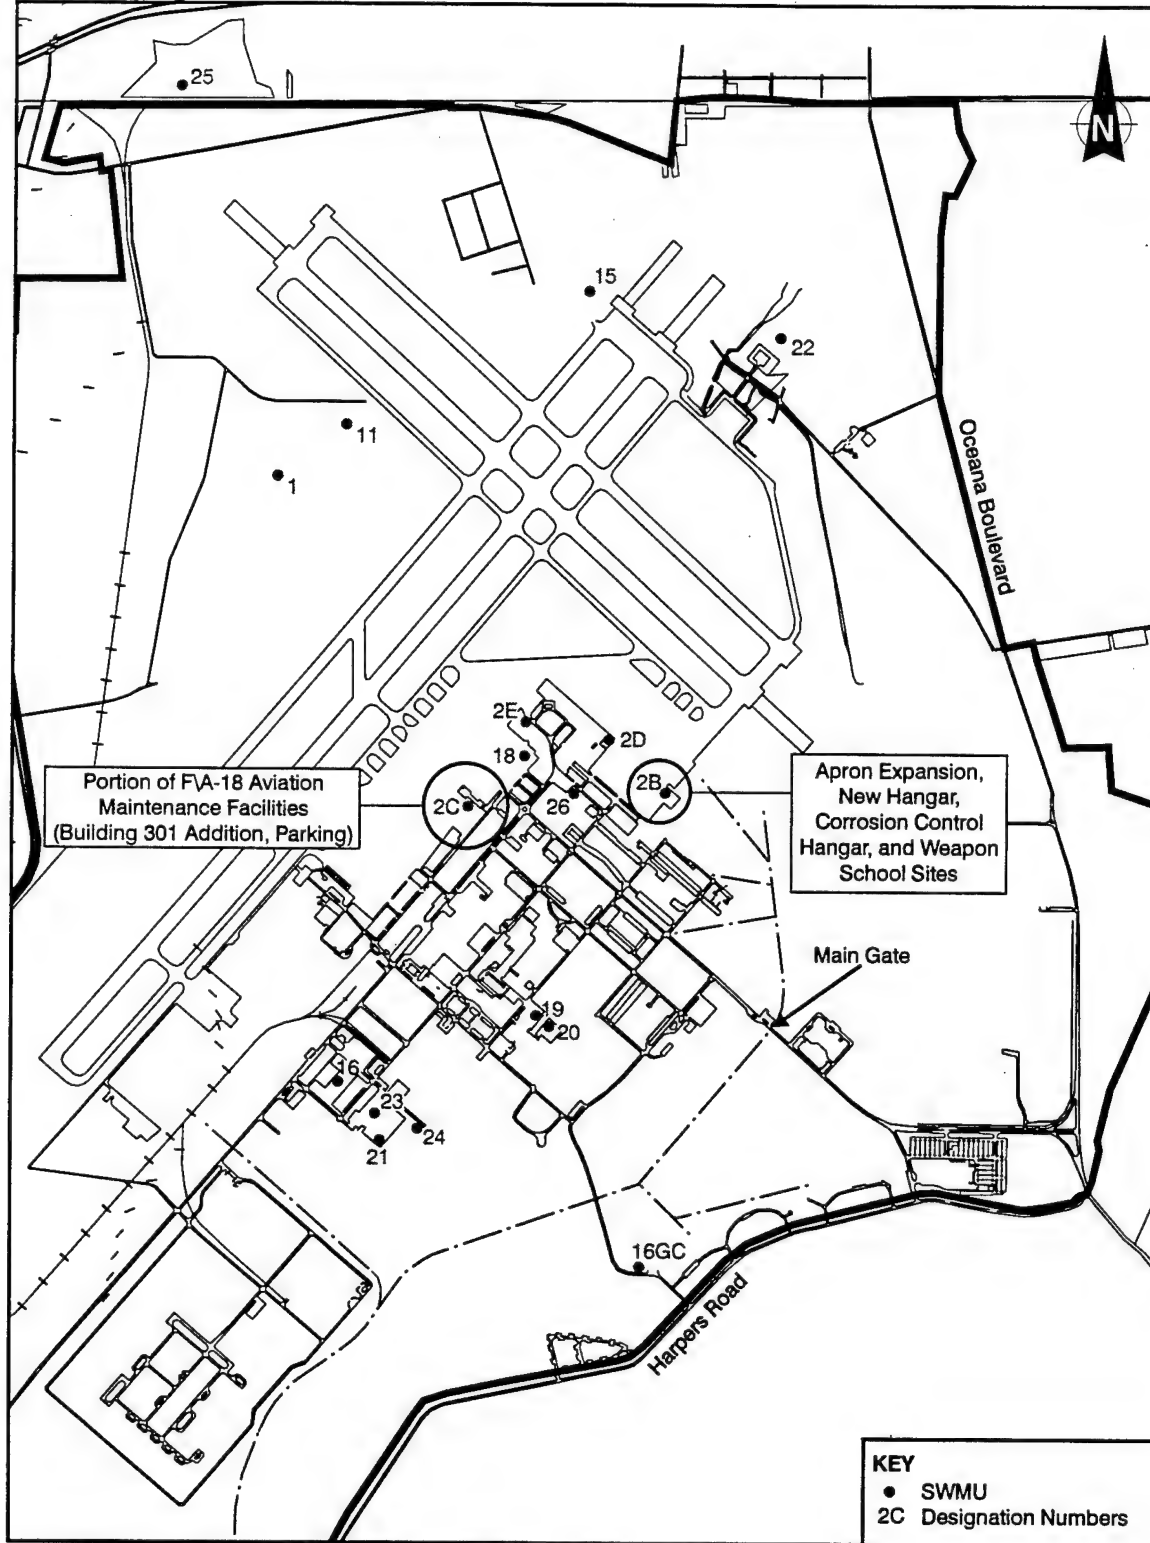 25
N
15
22
11
1
Oceana Boulevard
2E
2D
18
2B
2C
26
Portion of F\A-18 Aviation
Maintenance Facilities
(Building 301 Addition, Parking)
Apron Expansion,
New Hangar,
Corrosion Control
Hangar, and Weapon
School Sites
Main Gate
19
20
16
23
24
21
16GC
Harpers Road
KEY
SWMU
2C Designation Numbers